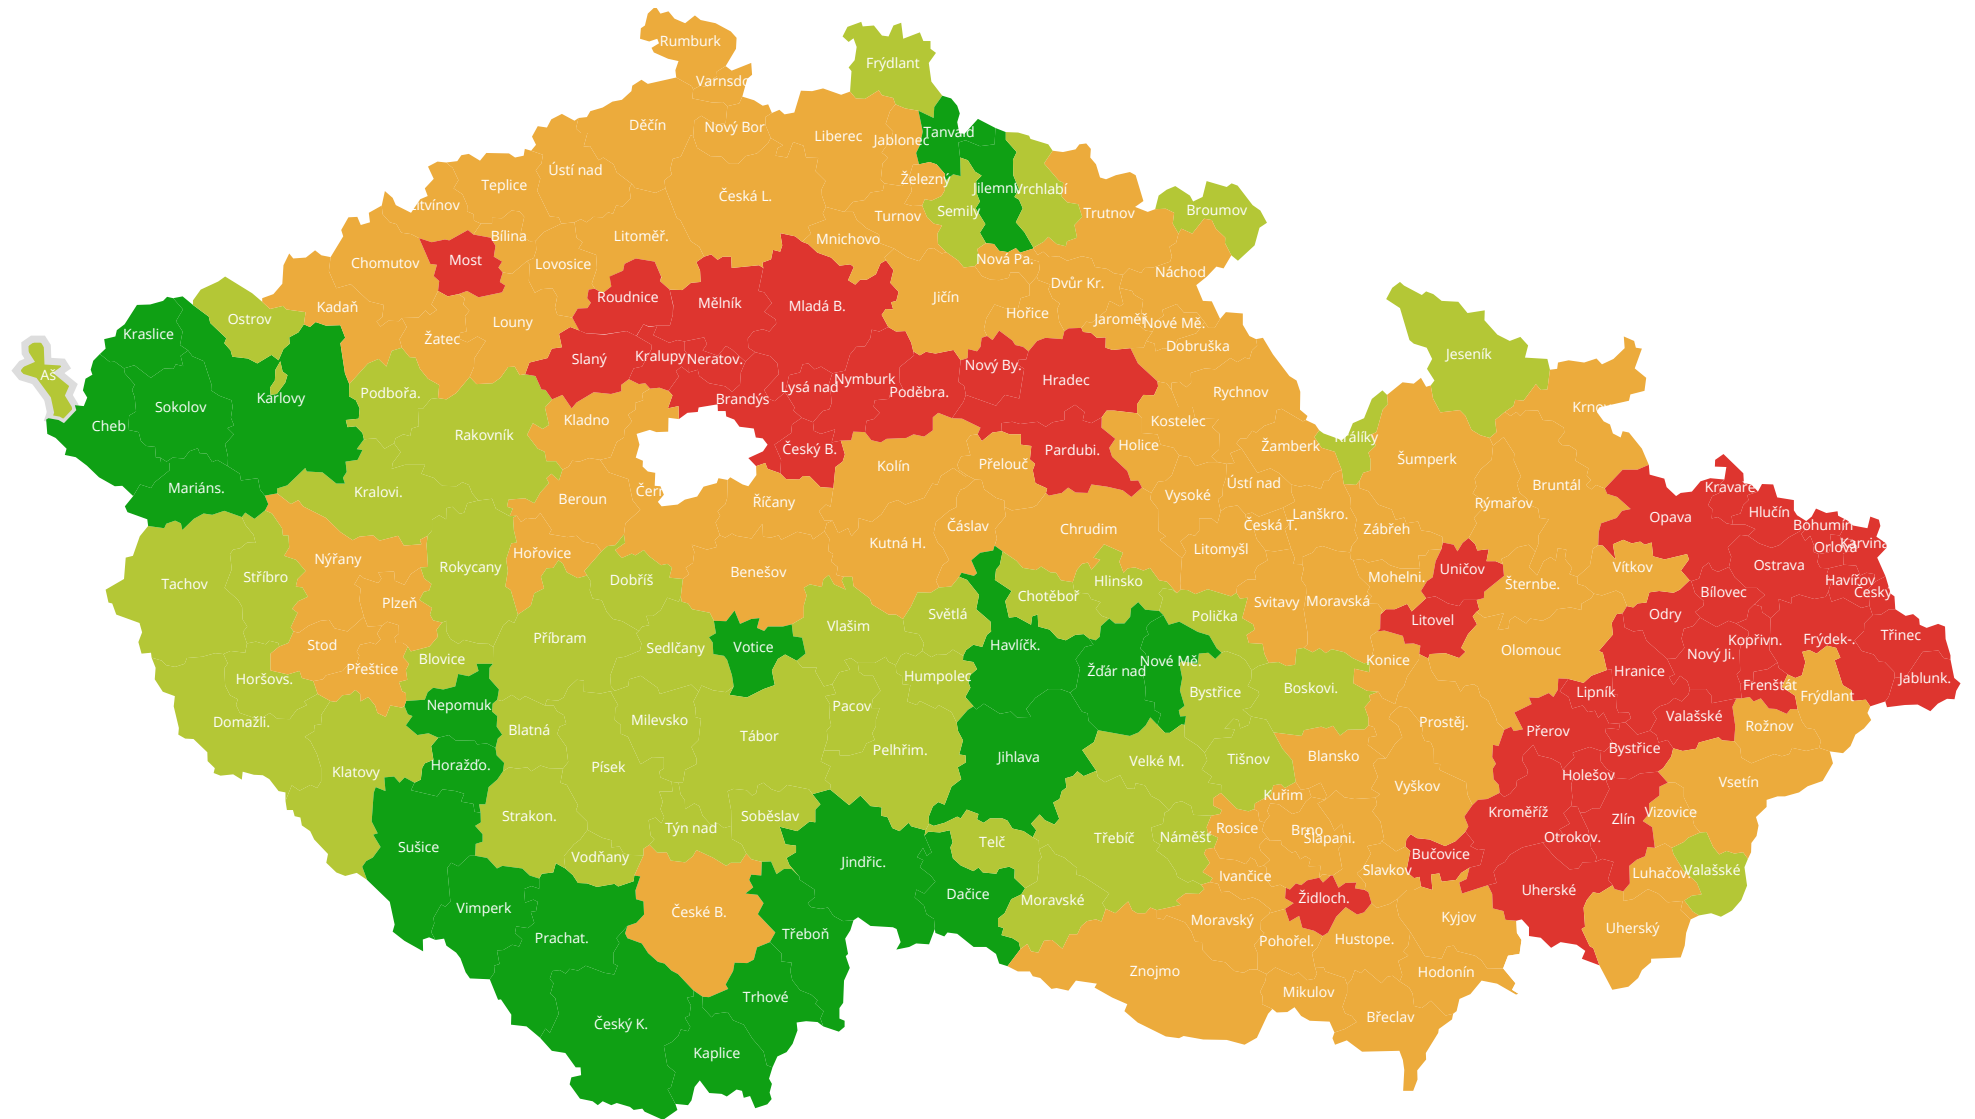 Rumburk
Frýdlant
Děčín
Nový Bor
Liberec
Jablonec
Tanvald
Ústí nad
Teplice
Železný
Vrchlabí
Česká L.
Semily
Turnov
Trutnov
Broumov
Bílina
Litoměř.
Mnichovo
Most
Chomutov
Lovosice
Nová Pa.
Náchod
Dvůr Kr.
Roudnice
Mělník
Mladá B.
Jičín
Kadaň
Hořice
Ostrov
Louny
Jaroměř
Nové Mě.
Kraslice
Žatec
Dobruška
Slaný
Kralupy
Neratov.
Jeseník
Aš
Nový By.
Hradec
Nymburk
Lysá nad
Poděbra.
Rychnov
Podbořa.
Karlovy
Brandýs
Sokolov
Kladno
Kostelec
Cheb
Rakovník
Holice
Žamberk
Český B.
Pardubi.
Kolín
Přelouč
Šumperk
Mariáns.
Kralovi.
Ústí nad
Bruntál
Kravaře
Beroun
Vysoké
Říčany
Rýmařov
Hlučín
Lanškro.
Opava
Bohumín
Česká T.
Čáslav
Chrudim
Zábřeh
Kutná H.
Orlová
Karviná
Litomyšl
Hořovice
Nýřany
Ostrava
Rokycany
Vítkov
Uničov
Benešov
Stříbro
Mohelni.
Dobříš
Havířov
Hlinsko
Tachov
Šternbe.
Český
Bílovec
Chotěboř
Plzeň
Svitavy
Moravská
Světlá
Odry
Polička
Litovel
Vlašim
Třinec
Příbram
Kopřivn.
Frýdek-.
Stod
Havlíčk.
Votice
Sedlčany
Olomouc
Nový Ji.
Blovice
Konice
Nové Mě.
Přeštice
Žďár nad
Hranice
Humpolec
Jablunk.
Horšovs.
Frenštát
Boskovi.
Bystřice
Lipník
Frýdlant
Nepomuk
Pacov
Valašské
Milevsko
Domažli.
Prostěj.
Rožnov
Blatná
Přerov
Tábor
Bystřice
Pelhřim.
Blansko
Jihlava
Tišnov
Velké M.
Horažďo.
Písek
Klatovy
Holešov
Vsetín
Vyškov
Kuřim
Kroměříž
Vizovice
Strakon.
Soběslav
Zlín
Týn nad
Rosice
Brno
Náměšť
Třebíč
Otrokov.
Šlapani.
Telč
Sušice
Bučovice
Vodňany
Jindřic.
Slavkov
Valašské
Luhačov.
Ivančice
Uherské
Dačice
Židloch.
Moravské
Vimperk
České B.
Kyjov
Moravský
Uherský
Třeboň
Prachat.
Hustope.
Pohořel.
Znojmo
Hodonín
Mikulov
Trhové
Břeclav
Český K.
Kaplice